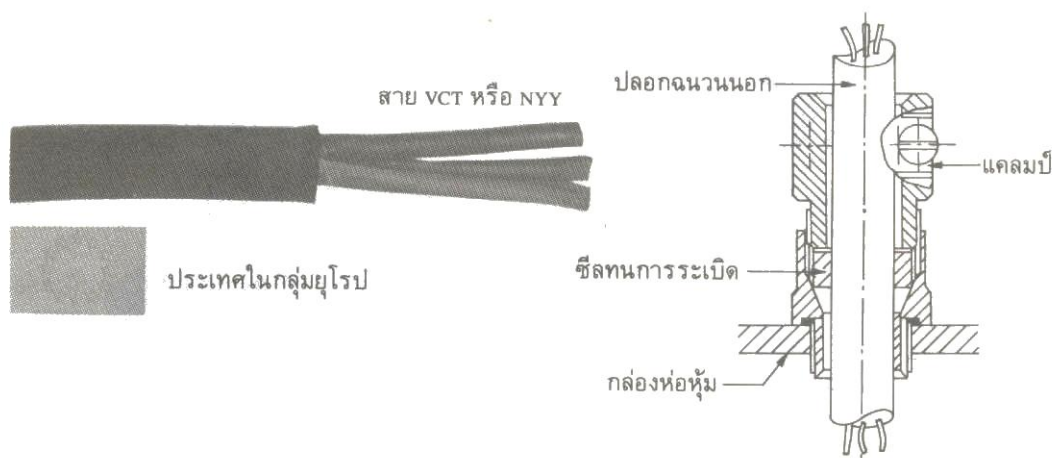 สาย VCT หรือ NYY
ประเทศในกลุ่มยุโรป
ปลอกฉนวนนอก
แคลมป์
ซีลทนการระเบิด
กล่องห่อหุ้ม